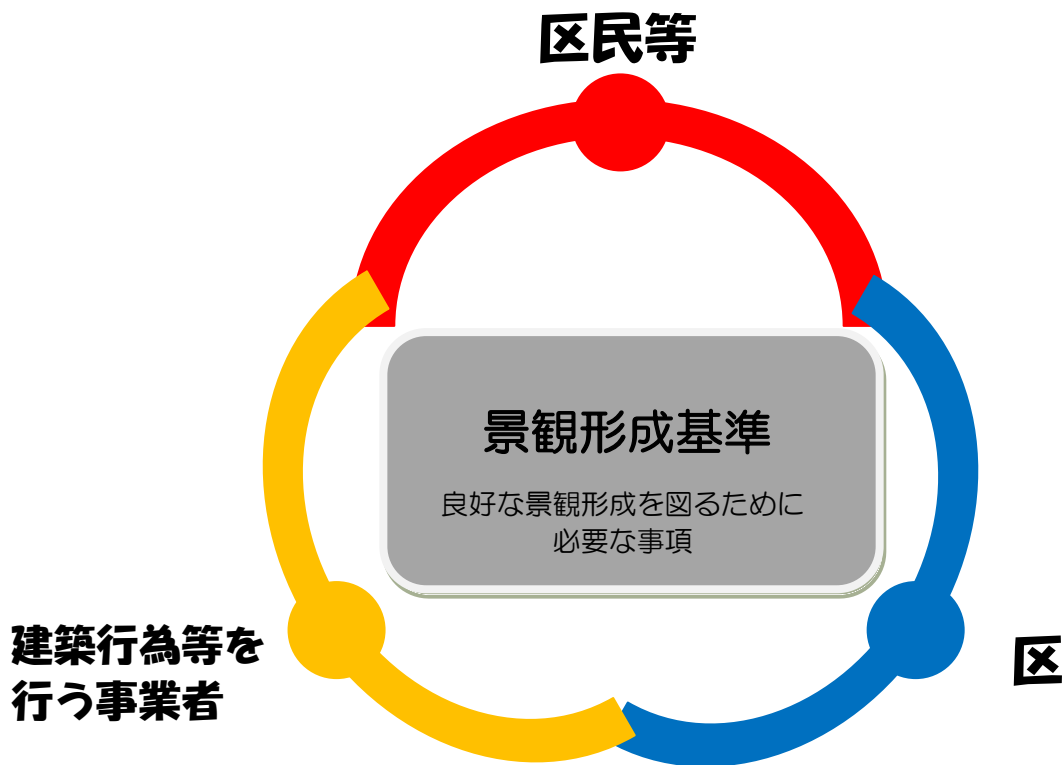 区民等
景観形成基準
良好な景観形成を図るために
必要な事項
建築行為等を
行う事業者
区